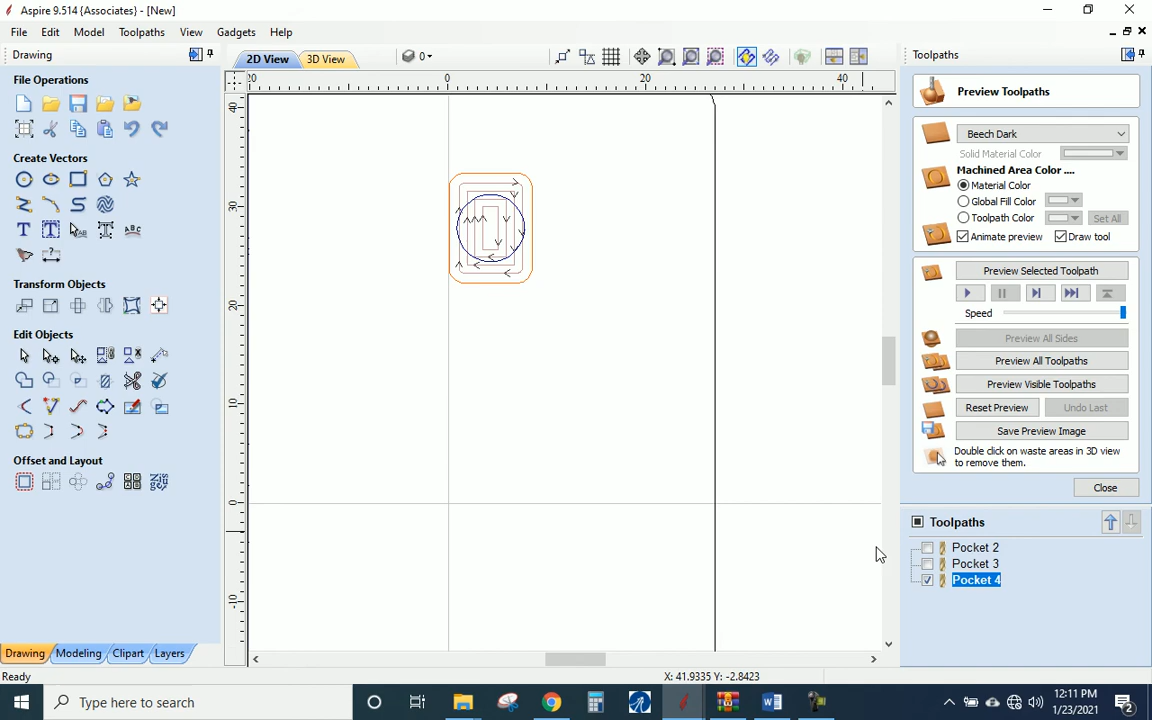 Aspire 9.514 {Associates} - [New]
File Edit Model Toolpaths View Gadgets Help
Drawing
File Operations
Create Vectors
Transform Objects
Edit Objects
Offset and Layout
Drawing Modeling Clipart Layers
2D View 3D View
0
20 0 20 40
40
30
20
10
0
-10
Toolpaths
Preview Toolpaths
Beech Dark
Solid Material Color
Machined Area Color ....
Material Color
Global Fill Color
Toolpath Color Set All
Animate preview Draw tool
Preview Selected Toolpath
Speed
Preview All Sides
Preview All Toolpaths
Preview Visible Toolpaths
Reset Preview Undo Last
Save Preview Image
Double click on waste areas in 3D view
to remove them.
Close
Toolpaths
Pocket 2
Pocket 3
Pocket 4
Ready
X: 41.9335 Y: -2.8423
Type here to search
12:11 PM
1/23/2021
2